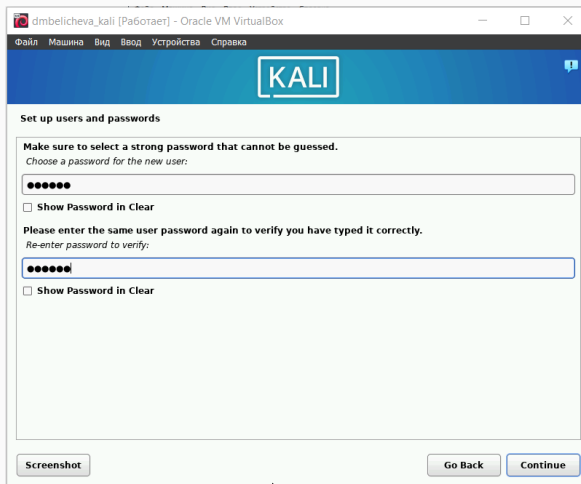 dmbelicheva_kali [Работает] - Oracle VM VirtualBox
Файл Машина Вид Ввод Устройства Справка
KALI
Set up users and passwords
Make sure to select a strong password that cannot be guessed.
Choose a password for the new user:
●●●●●●
Show Password in Clear
Please enter the same user password again to verify you have typed it correctly.
Re-enter password to verify:
●●●●●●
Show Password in Clear
Screenshot Go Back Continue